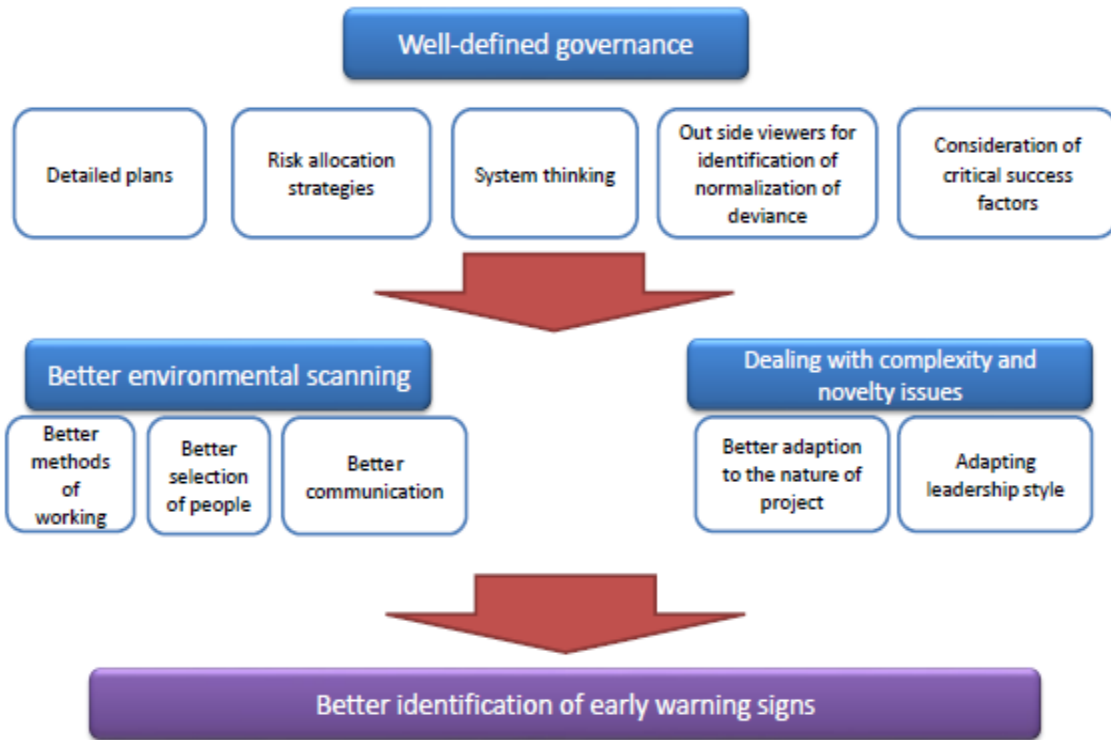 Well-defined governance
Detailed plans
Risk allocation
strategies
System thinking
Out side viewers for
identification of
normalization of
deviance
Consideration of
critical success
factors
Better environmental scanning
Better
methods
of
working
Better
selection
of people
Better
communication
Dealing with complexity and
novelty issues
Better adaption
to the nature of
project
Adapting
leadership style
Better identification of early warning signs